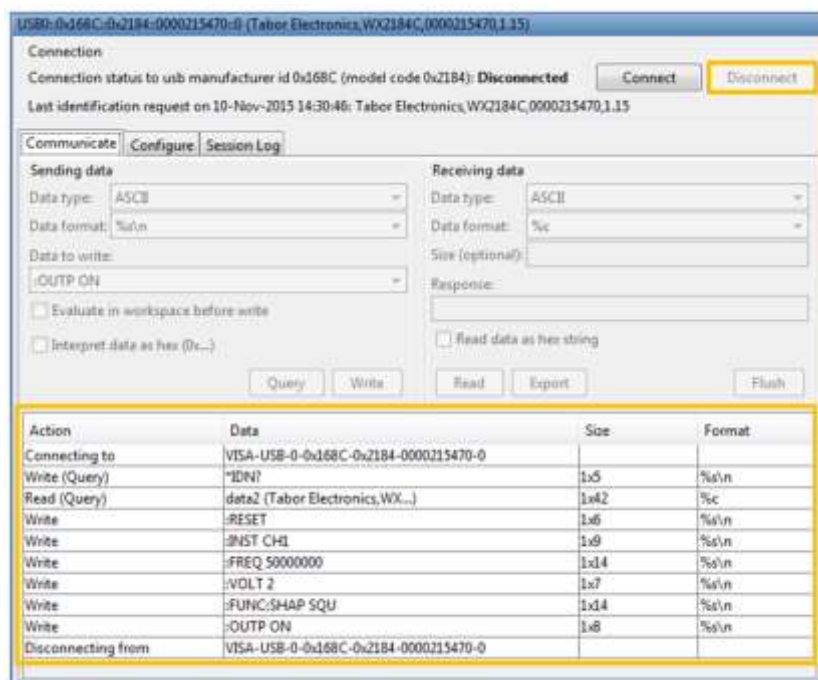 USB0::0x168C::0x2184::0000215470::0 (Tabor Electronics,WX2184C,0000215470,1.15)
Connection
Connection status to usb manufacturer id 0x168C (model code 0x2184): Disconnected Connect Disconnect
Last identification request on 10-Nov-2015 14:30:46: Tabor Electronics,WX2184C,0000215470,1.15
Communicate Configure Session Log
Sending data Receiving data
Data type: ASCII Data type: ASCII
Data format: %s\n Data format: %c
Data to write: Size (optional):
:OUTP ON Response:
Evaluate in workspace before write
Interpret data as hex (0x...) Read data as hex string
Query Write Read Export Flush
Action Data Size Format
Connecting to VISA-USB-0-0x168C-0x2184-0000215470-0
Write (Query) *IDN? 1x5 %s\n
Read (Query) data2 (Tabor Electronics,WX...) 1x42 %c
Write :RESET 1x6 %s\n
Write :INST CH1 1x9 %s\n
Write :FREQ 50000000 1x14 %s\n
Write :VOLT 2 1x7 %s\n
Write :FUNC:SHAP SQU 1x14 %s\n
Write :OUTP ON 1x8 %s\n
Disconnecting from VISA-USB-0-0x168C-0x2184-0000215470-0